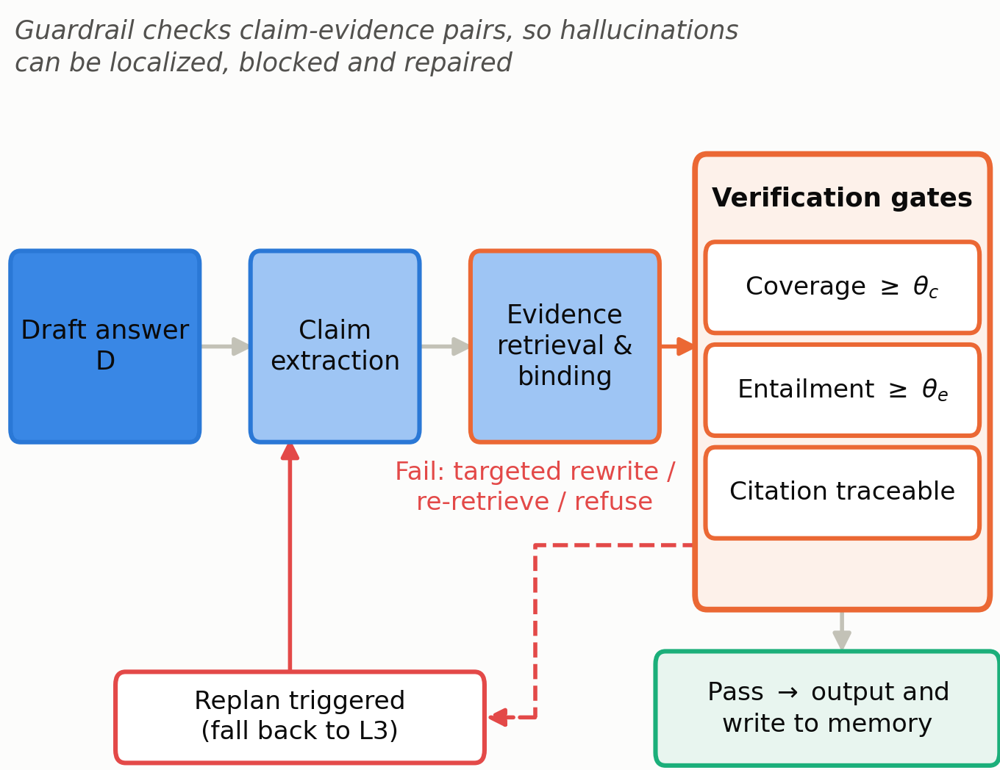 Guardrail checks claim-evidence pairs, so hallucinations
can be localized, blocked and repaired
Verification gates
Draft answer
D
Claim
extraction
Evidence
retrieval &
binding
Coverage ≥ θc
Entailment ≥ θe
Citation traceable
Fail: targeted rewrite /
re-retrieve / refuse
Replan triggered
(fall back to L3)
Pass → output and
write to memory